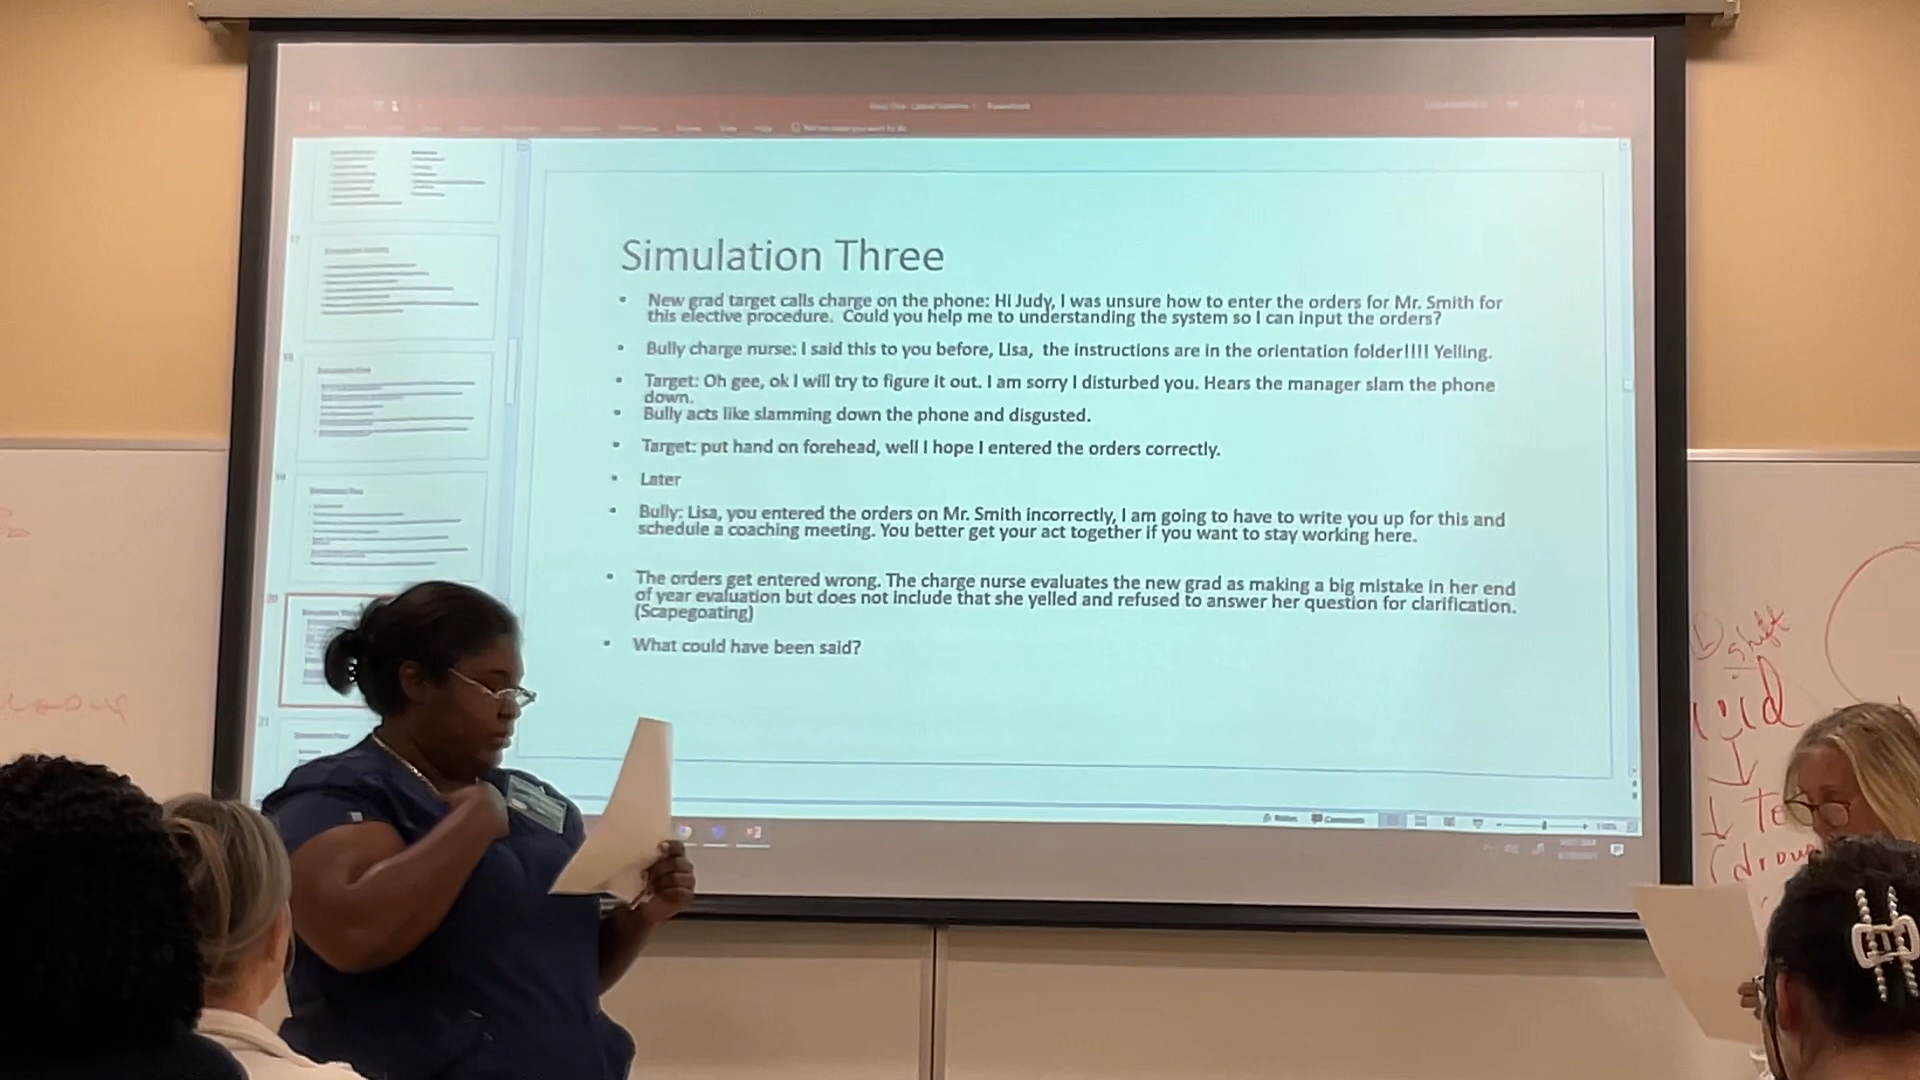 Simulation Three
• New grad target calls charge on the phone: HI Judy, I was unsure how to enter the orders for Mr. Smith for
this elective procedure. Could you help me to understanding the system so I can input the orders?
• Bully charge nurse: I said this to you before, Lisa, the instructions are in the orientation folder!!!! Yelling.
• Target: Oh gee, ok I will try to figure it out. I am sorry I disturbed you. Hears the manager slam the phone
down.
• Bully acts like slamming down the phone and disgusted.
• Target: put hand on forehead, well I hope I entered the orders correctly.
• Later
• Bully: Lisa, you entered the orders on Mr. Smith incorrectly, I am going to have to write you up for this and
schedule a coaching meeting. You better get your act together if you want to stay working here.
• The orders get entered wrong. The charge nurse evaluates the new grad as making a big mistake in her end
of year evaluation but does not include that she yelled and refused to answer her question for clarification.
(Scapegoating)
• What could have been said?
17
18
19
20
21
Notes Comments
L shift